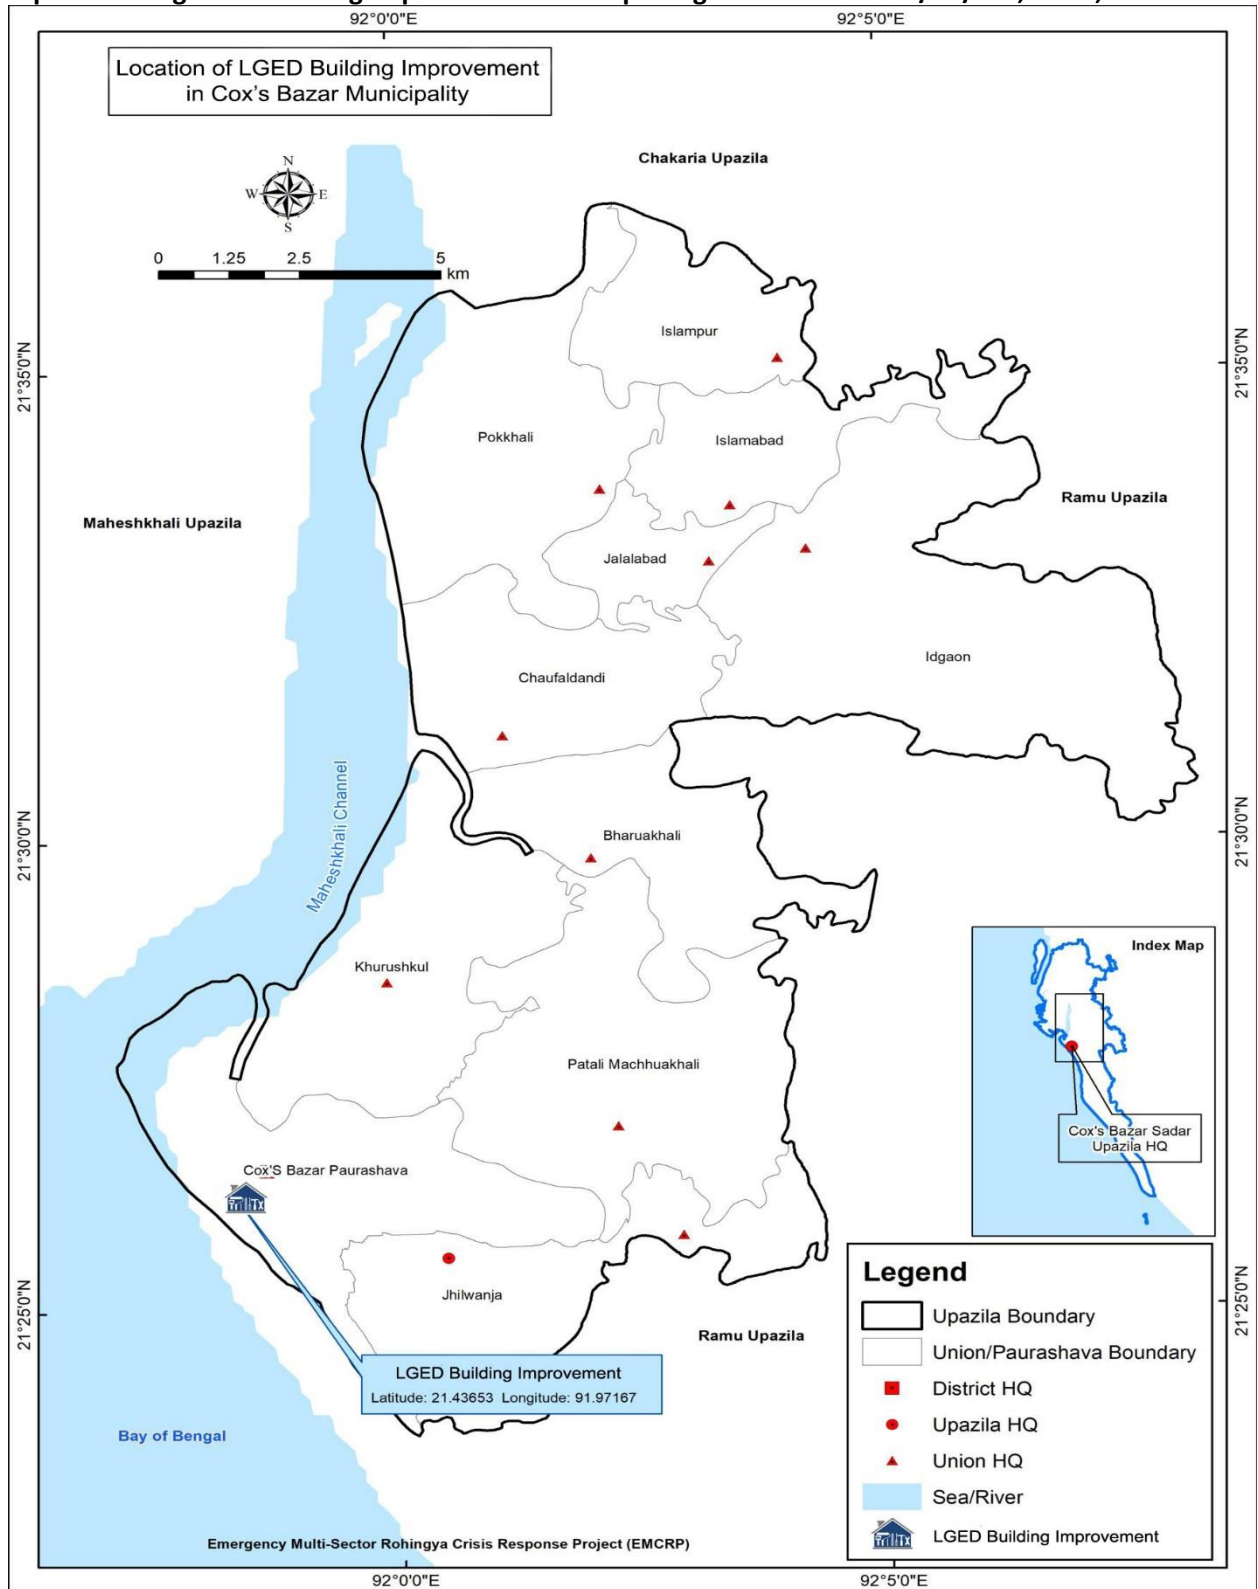 92°0'0"E
92°5'0"E
Location of LGED Building Improvement
in Cox's Bazar Municipality
Chakaria Upazila
N
W
E
S
0
1.25
2.5
5
km
Islampur
21°35'0"N
21°35'0"N
Pokkhali
Islamabad
Ramu Upazila
Maheshkhali Upazila
Jalalabad
Idgaon
Chaufaldandi
Maheshkhali Channel
Bharuakhali
21°30'0"N
21°30'0"N
Khurushkul
Index Map
Patali Machhuakhali
Cox's Bazar Sadar
Upazila HQ
Cox'S Bazar Paurashava
Jhilwanja
21°25'0"N
21°25'0"N
Ramu Upazila
LGED Building Improvement
Latitude: 21.43653 Longitude: 91.97167
Bay of Bengal
Legend
Upazila Boundary
Union/Paurashava Boundary
District HQ
Upazila HQ
Union HQ
Sea/River
LGED Building Improvement
Emergency Multi-Sector Rohingya Crisis Response Project (EMCRP)
92°0'0"E
92°5'0"E